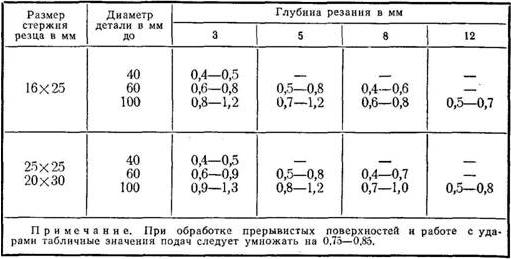 Размер стержня резца в мм | Диаметр детали в мм до | Глубина резания в мм
3 | 5 | 8 | 12
16×25 | 40 | 0,4—0,5 | — | — | —
60 | 0,6—0,8 | 0,5—0,8 | 0,4—0,6 | —
100 | 0,8—1,2 | 0,7—1,2 | 0,6—0,8 | 0,5—0,7
25×25 | 40 | 0,4—0,5 | — | — | —
20×30 | 60 | 0,6—0,9 | 0,5—0,8 | 0,4—0,7 | —
100 | 0,9—1,3 | 0,8—1,2 | 0,7—1,0 | 0,5—0,8
Примечание. При обработке прерывистых поверхностей и работе с уда-
рами табличные значения подач следует умножать на 0,75—0,85.